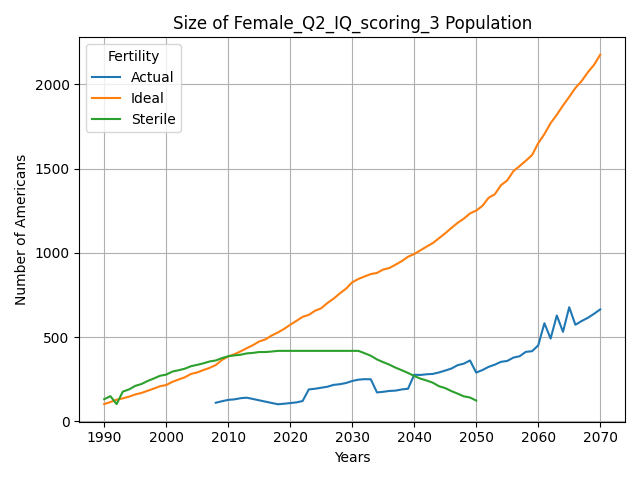 Size of Female_Q2_IQ_scoring_3 Population
Fertility
Actual
Ideal
Sterile
Number of Americans
2000
1500
1000
500
0
1990 2000 2010 2020 2030 2040 2050 2060 2070
Years